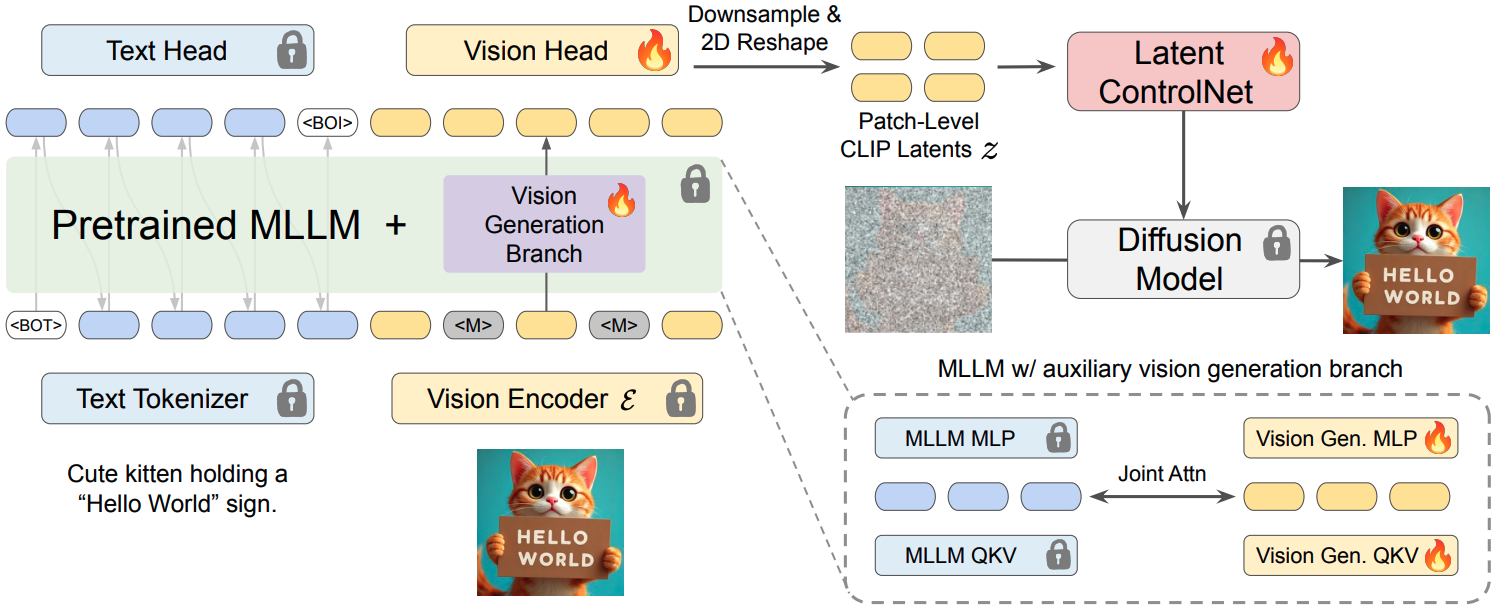 Text Head
Vision Head
Downsample &
2D Reshape
Latent
ControlNet
<BOI>
Patch-Level
CLIP Latents 𝓏
Pretrained MLLM +
Vision
Generation
Branch
Diffusion
Model
HELLO
WORLD
<BOT>
<M>
<M>
MLLM w/ auxiliary vision generation branch
Text Tokenizer
Vision Encoder ℰ
MLLM MLP
Vision Gen. MLP
Joint Attn
MLLM QKV
Vision Gen. QKV
Cute kitten holding a
“Hello World” sign.
HELLO
WORLD